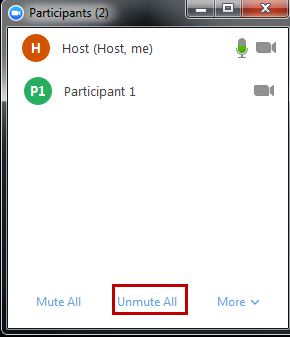 Participants (2)
H Host (Host, me)
P1 Participant 1
Mute All Unmute All More